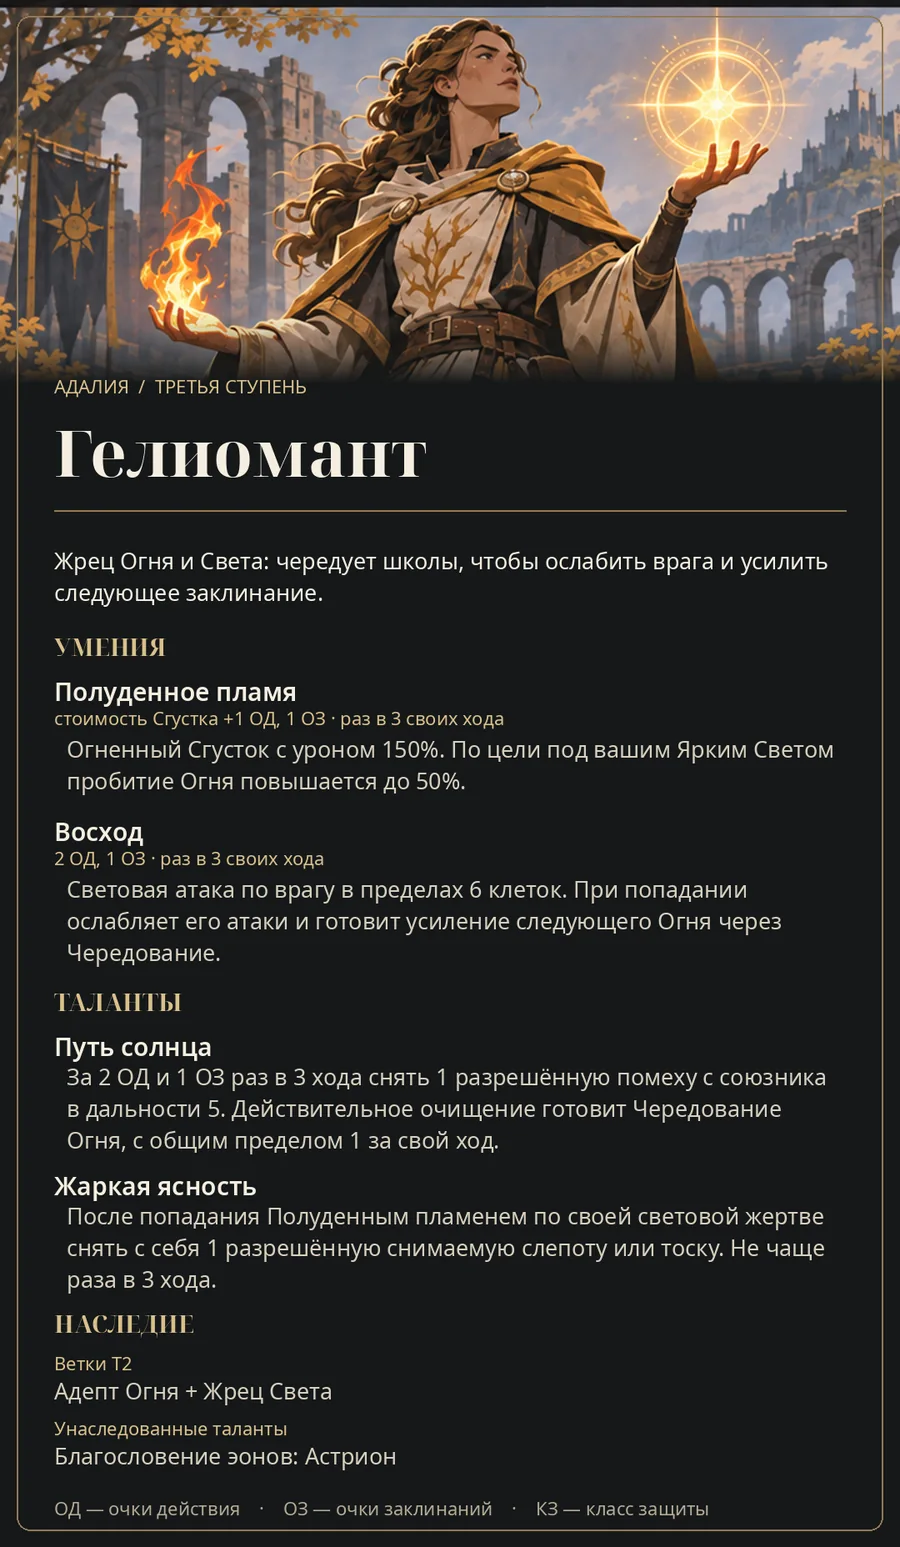 АДАЛИЯ / ТРЕТЬЯ СТУПЕНЬ
Гелиомант
Жрец Огня и Света: чередует школы, чтобы ослабить врага и усилить
следующее заклинание.
УМЕНИЯ
Полуденное пламя
стоимость Сгустка +1 ОД, 1 ОЗ · раз в 3 своих хода
Огненный Сгусток с уроном 150%. По цели под вашим Ярким Светом
пробитие Огня повышается до 50%.
Восход
2 ОД, 1 ОЗ · раз в 3 своих хода
Световая атака по врагу в пределах 6 клеток. При попадании
ослабляет его атаки и готовит усиление следующего Огня через
Чередование.
ТАЛАНТЫ
Путь солнца
За 2 ОД и 1 ОЗ раз в 3 хода снять 1 разрешённую помеху с союзника
в дальности 5. Действительное очищение готовит Чередование
Огня, с общим пределом 1 за свой ход.
Жаркая ясность
После попадания Полуденным пламенем по своей световой жертве
снять с себя 1 разрешённую снимаемую слепоту или тоску. Не чаще
раза в 3 хода.
НАСЛЕДИЕ
Ветки Т2
Адепт Огня + Жрец Света
Унаследованные таланты
Благословение эонов: Астрион
ОД — очки действия · ОЗ — очки заклинаний · КЗ — класс защиты